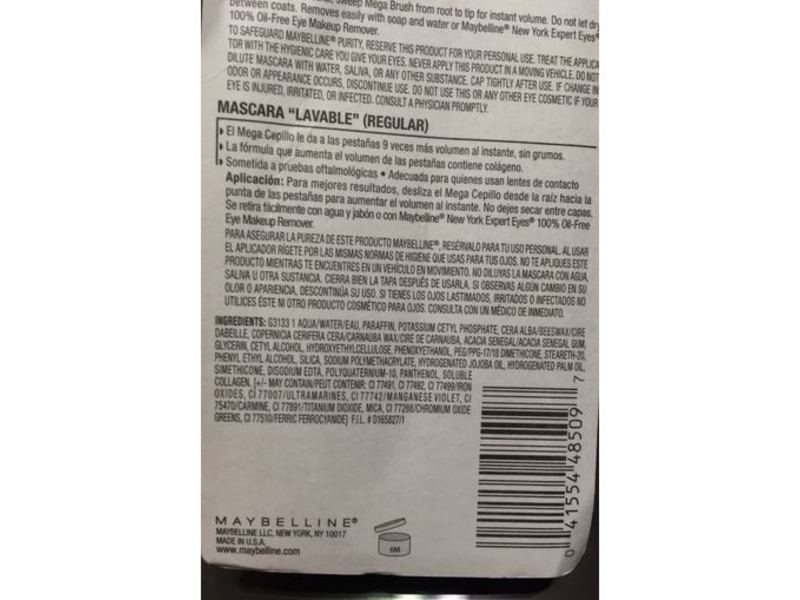 Sweep Mega Brush from root to tip for instant volume. Do not let dry
between coats. Removes easily with soap and water or Maybelline® New York Expert Eyes®
100% Oil-Free Eye Makeup Remover.
TO SAFEGUARD MAYBELLINE® PURITY, RESERVE THIS PRODUCT FOR YOUR PERSONAL USE. TREAT THE APPLICA
TOR WITH THE HYGIENIC CARE YOU GIVE YOUR EYES. NEVER APPLY THIS PRODUCT IN A MOVING VEHICLE. DO NOT
DILUTE MASCARA WITH WATER, SALIVA, OR ANY OTHER SUBSTANCE. CAP TIGHTLY AFTER USE. IF CHANGE IN
ODOR OR APPEARANCE OCCURS, DISCONTINUE USE. DO NOT USE THIS OR ANY OTHER EYE COSMETIC IF YOUR
EYE IS INJURED, IRRITATED, OR INFECTED. CONSULT A PHYSICIAN PROMPTLY.
MASCARA "LAVABLE" (REGULAR)
El Mega Cepillo le da a las pestañas 9 veces más volumen al instante, sin grumos.
La fórmula que aumenta el volumen de las pestañas contiene colágeno.
Sometida a pruebas oftalmológicas • Adecuada para quienes usan lentes de contacto
Aplicación: Para mejores resultados, desliza el Mega Cepillo desde la raíz hacia la
punta de las pestañas para aumentar el volumen al instante. No dejes secar entre capas.
Se retira fácilmente con agua y jabón o con Maybelline® New York Expert Eyes® 100% Oil-Free
Eye Makeup Remover.
PARA ASEGURAR LA PUREZA DE ESTE PRODUCTO MAYBELLINE®, RESÉRVALO PARA TU USO PERSONAL. AL USAR
EL APLICADOR RÍGETE POR LAS MISMAS NORMAS DE HIGIENE QUE USAS PARA TUS OJOS. NO TE APLIQUES ESTE
PRODUCTO MIENTRAS TE ENCUENTRES EN UN VEHÍCULO EN MOVIMIENTO. NO DILUYAS LA MASCARA CON AGUA,
SALIVA U OTRA SUSTANCIA. CIERRA BIEN LA TAPA DESPUÉS DE USARLA. SI OBSERVAS ALGÚN CAMBIO EN SU
OLOR O APARIENCIA, DESCONTINÚA SU USO. SI TIENES LOS OJOS LASTIMADOS, IRRITADOS O INFECTADOS NO
UTILICES ÉSTE NI OTRO PRODUCTO COSMÉTICO PARA OJOS. CONSULTA CON UN MÉDICO DE INMEDIATO.
INGREDIENTS: G3133 1 AQUA/WATER/EAU, PARAFFIN, POTASSIUM CETYL PHOSPHATE, CERA ALBA/BEESWAX/CIRE
DABEILLE, COPERNICIA CERIFERA CERA/CARNAUBA WAX/CIRE DE CARNAUBA, ACACIA SENEGAL/ACACIA SENEGAL GUM,
GLYCERIN, CETYL ALCOHOL, HYDROXYETHYLCELLULOSE, PHENOXYETHANOL, PEG/PPG-17/18 DIMETHICONE, STEARETH-20,
PHENYL ETHYL ALCOHOL, SILICA, SODIUM POLYMETHACRYLATE, HYDROGENATED JOJOBA OIL, HYDROGENATED PALM OIL,
SIMETHICONE, DISODIUM EDTA, POLYQUATERNIUM-10, PANTHENOL, SOLUBLE
COLLAGEN. [+/- MAY CONTAIN/PEUT CONTENIR: CI 77491, CI 77492, CI 77499/IRON
OXIDES, CI 77007/ULTRAMARINES, CI 77742/MANGANESE VIOLET, CI
75470/CARMINE, CI 77891/TITANIUM DIOXIDE, MICA, CI 77288/CHROMIUM OXIDE
GREENS, CI 77510/FERRIC FERROCYANIDE] F.I.L. # D165827/1
0 41554 48509 7
MAYBELLINE®
MAYBELLINE LLC, NEW YORK, NY 10017
MADE IN U.S.A.
www.maybelline.com
6M